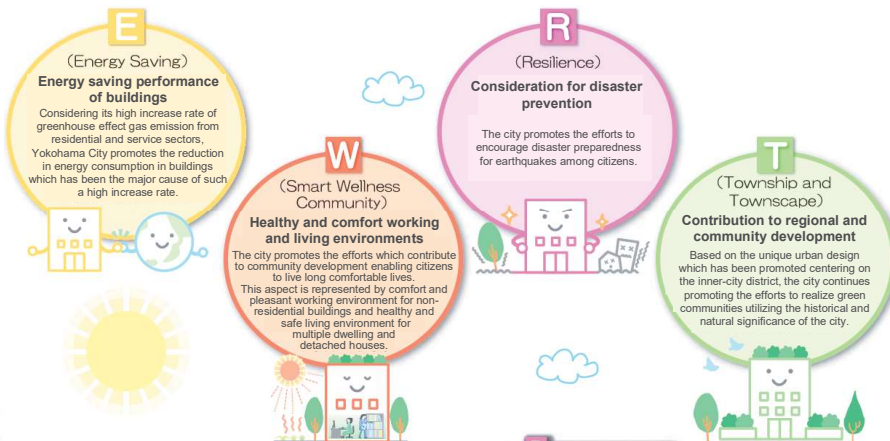 E
(Energy Saving)
Energy saving performance
of buildings
Considering its high increase rate of
greenhouse effect gas emission from
residential and service sectors,
Yokohama City promotes the reduction
in energy consumption in buildings
which has been the major cause of such
a high increase rate.
W
(Smart Wellness
Community)
Healthy and comfort working
and living environments
The city promotes the efforts which contribute
to community development enabling citizens
to live long comfortable lives.
This aspect is represented by comfort and
pleasant working environment for non-
residential buildings and healthy and
safe living environment for
multiple dwelling and
detached houses.
R
(Resilience)
Consideration for disaster
prevention
The city promotes the efforts to
encourage disaster preparedness
for earthquakes among citizens.
T
(Township and
Townscape)
Contribution to regional and
community development
Based on the unique urban design
which has been promoted centering on
the inner-city district, the city continues
promoting the efforts to realize green
communities utilizing the historical and
natural significance of the city.